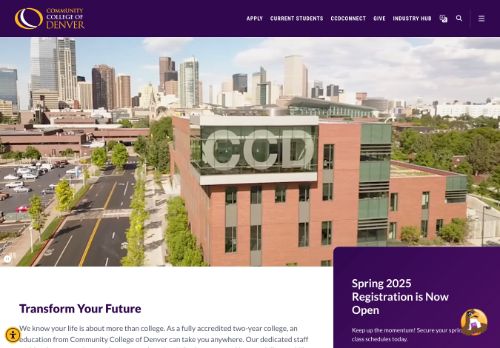 COMMUNITY
COLLEGE OF
DENVER
APPLY CURRENT STUDENTS CCDCONNECT GIVE INDUSTRY HUB
CCD
Transform Your Future
We know your life is about more than college. As a fully accredited two-year college, an
education from Community College of Denver can take you anywhere. Our dedicated staff
Spring 2025
Registration is Now
Open
Keep up the momentum! Secure your spring
class schedules today.